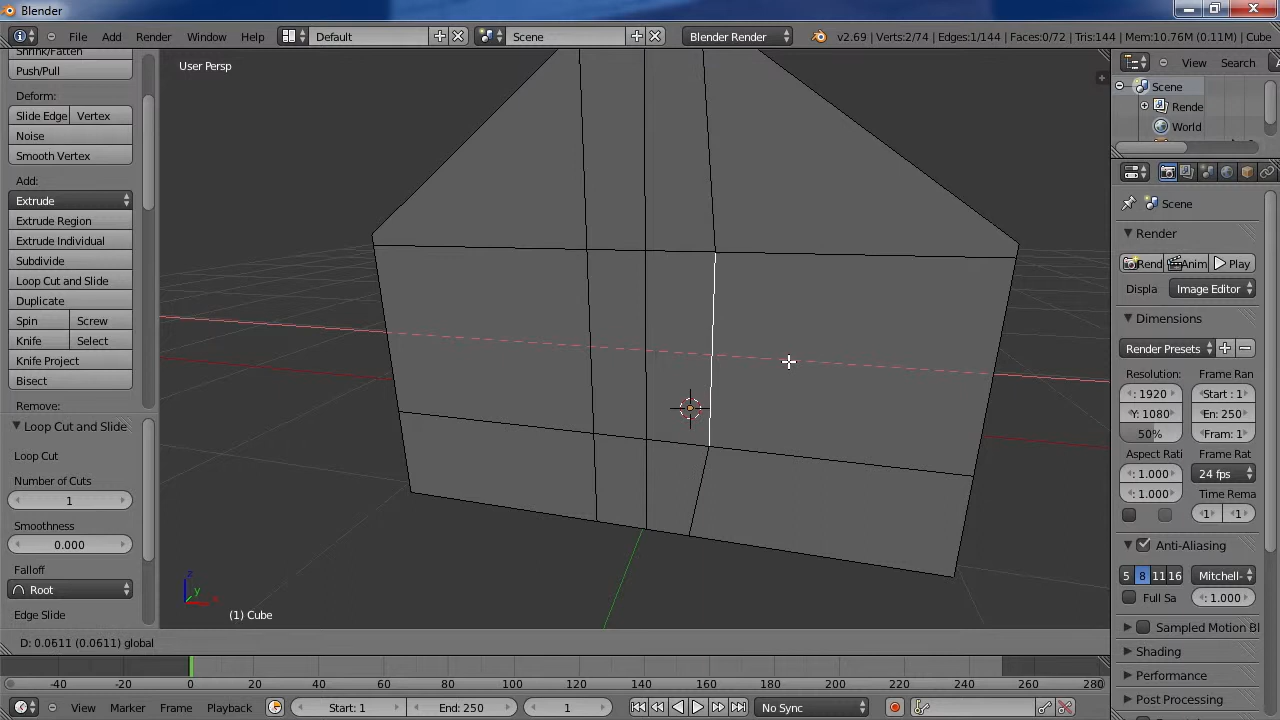 Blender
File Add Render Window Help Default Scene Blender Render v2.69 | Verts:2/74 | Edges:1/144 | Faces:0/72 | Tris:144 | Mem:10.76M (0.11M) | Cube
Shrink/Fatten
Push/Pull
Deform:
Slide Edge Vertex
Noise
Smooth Vertex
Add:
Extrude
Extrude Region
Extrude Individual
Subdivide
Loop Cut and Slide
Duplicate
Spin Screw
Knife Select
Knife Project
Bisect
Remove:
Loop Cut and Slide
Loop Cut
Number of Cuts
1
Smoothness
0.000
Falloff
Root
Edge Slide
User Persp
z
y
x
(1) Cube
D: 0.0611 (0.0611) global
View Search
Scene
Rende
World
Scene
Render
Rend Anim Play
Displa Image Editor
Dimensions
Render Presets
Resolution: Frame Ran
: 1920 Start : 1
Y: 1080 En: 250
50% Fram: 1
Aspect Rati Frame Rat
: 1.000 24 fps
: 1.000 Time Rema
: 1 : 1
Anti-Aliasing
5 8 11 16 Mitchell-
Full Sa : 1.000
Sampled Motion Bl
Shading
Performance
Post Processing
-40 -20 0 20 40 60 80 100 120 140 160 180 200 220 240 260 280
View Marker Frame Playback Start: 1 End: 250 1 No Sync